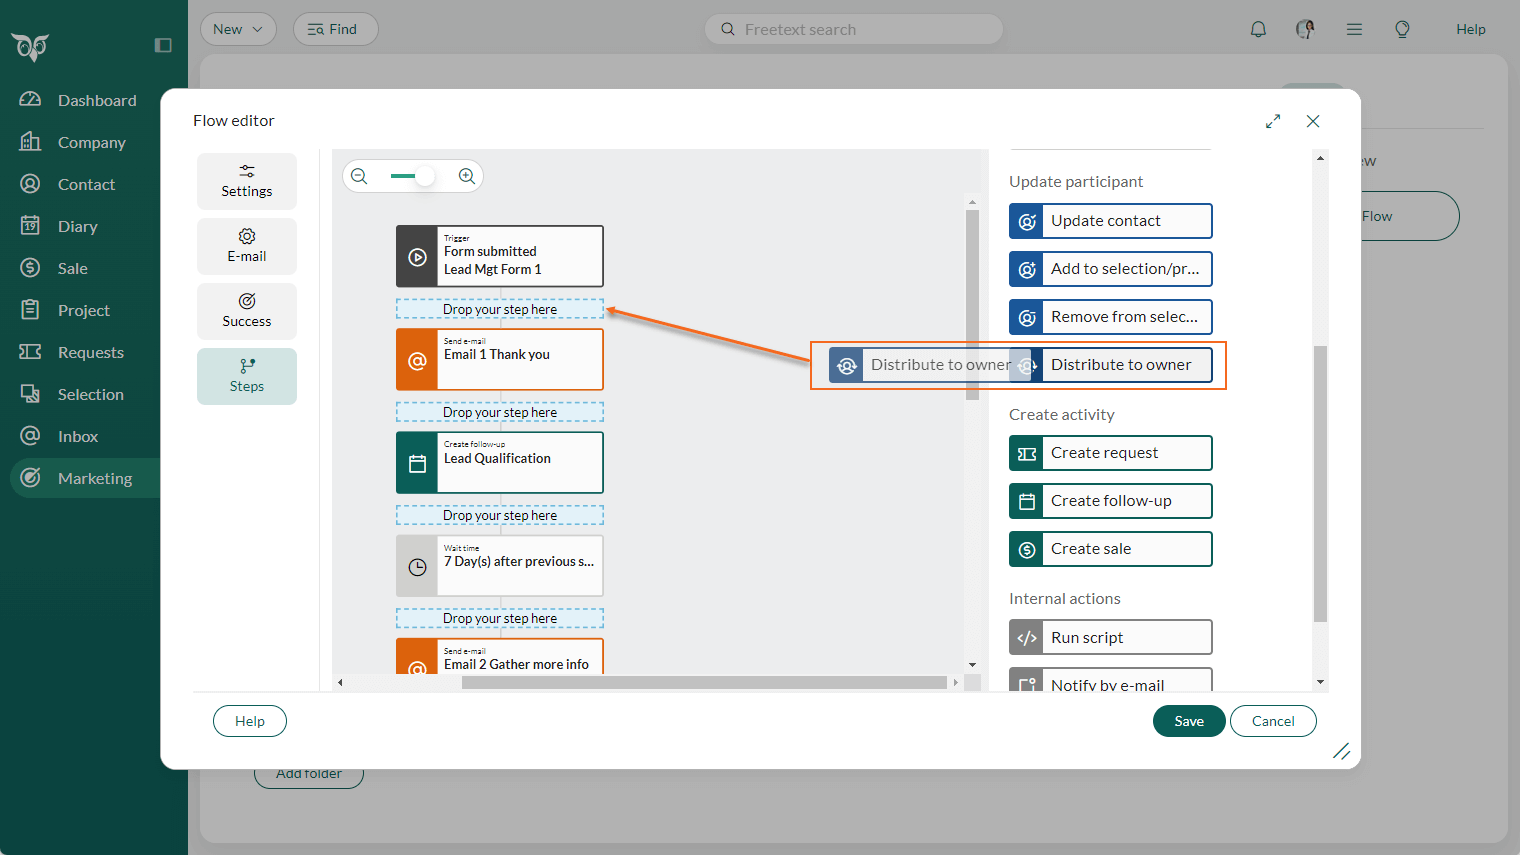 New
Find
Freetext search
Help
Dashboard
Company
Contact
Diary
19
Sale
Project
Requests
Selection
Inbox
Marketing
Flow editor
Settings
E-mail
Success
Steps
Trigger
Form submitted
Lead Mgt Form 1
Drop your step here
Send e-mail
Email 1 Thank you
Drop your step here
Create follow-up
Lead Qualification
Drop your step here
Wait time
7 Day(s) after previous s...
Drop your step here
Send e-mail
Email 2 Gather more info
Update participant
Update contact
Add to selection/pr...
Remove from selec...
Distribute to owner
Distribute to owner
Create activity
Create request
Create follow-up
Create sale
Internal actions
Run script
Notify by e-mail
ew
Flow
Help
Save
Cancel
Add folder